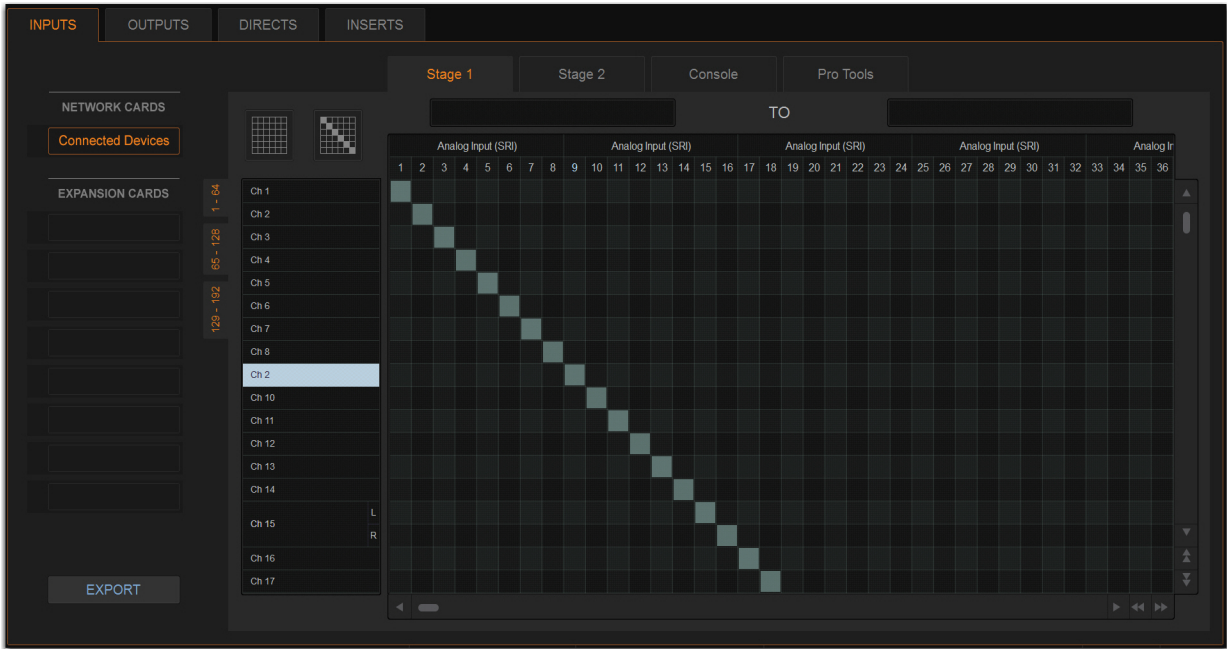 INPUTS OUTPUTS DIRECTS INSERTS
Stage 1 Stage 2 Console Pro Tools
NETWORK CARDS
Connected Devices
EXPANSION CARDS
EXPORT
1 - 64
65 - 128
129 - 192
TO
Analog Input (SRI) Analog Input (SRI) Analog Input (SRI) Analog Input (SRI) Analog In
1 2 3 4 5 6 7 8 9 10 11 12 13 14 15 16 17 18 19 20 21 22 23 24 25 26 27 28 29 30 31 32 33 34 35 36
Ch 1
Ch 2
Ch 3
Ch 4
Ch 5
Ch 6
Ch 7
Ch 8
Ch 2
Ch 10
Ch 11
Ch 12
Ch 13
Ch 14
Ch 15 L
R
Ch 16
Ch 17